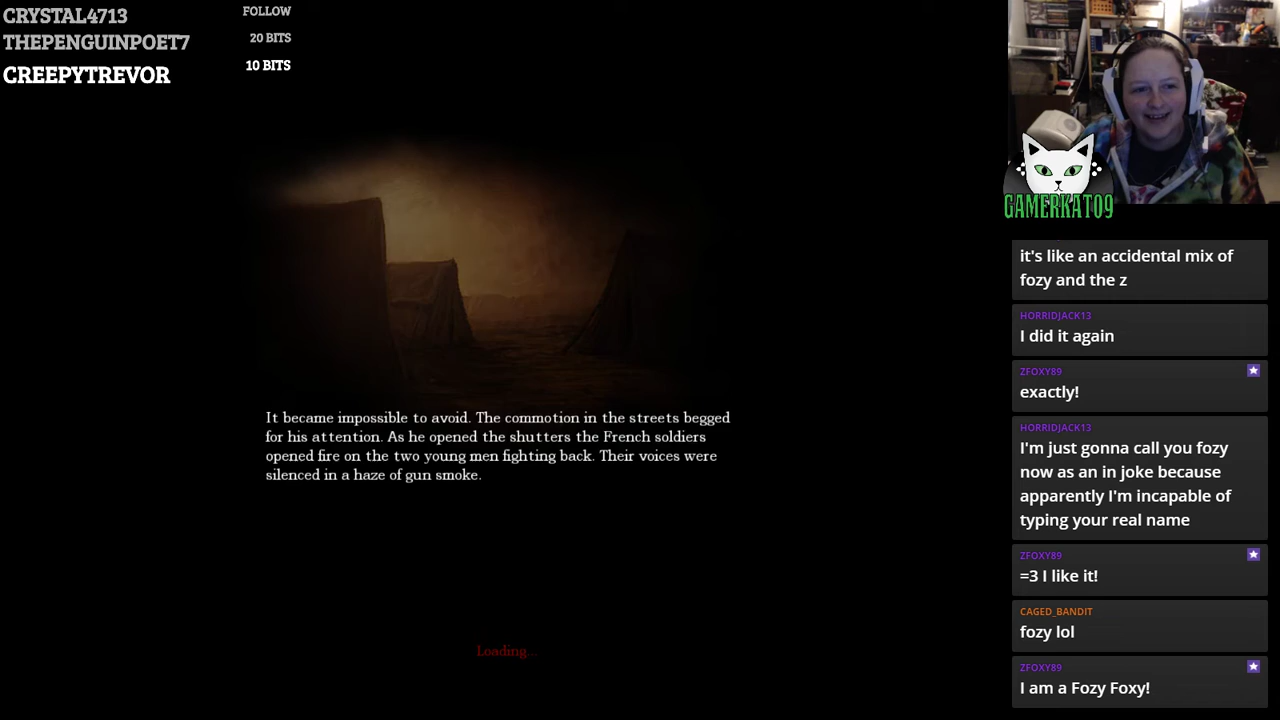 CRYSTAL4713
FOLLOW
THEPENGUINPOET7
20 BITS
CREEPYTREVOR
10 BITS
GAMERKAT09
It became impossible to avoid. The commotion in the streets begged
for his attention. As he opened the shutters the French soldiers
opened fire on the two young men fighting back. Their voices were
silenced in a haze of gun smoke.
Loading...
it's like an accidental mix of
fozy and the z
HORRIDJACK13
I did it again
ZFOXY89
exactly!
HORRIDJACK13
I'm just gonna call you fozy
now as an in joke because
apparently I'm incapable of
typing your real name
ZFOXY89
=3 I like it!
CAGED_BANDIT
fozy lol
ZFOXY89
I am a Fozy Foxy!